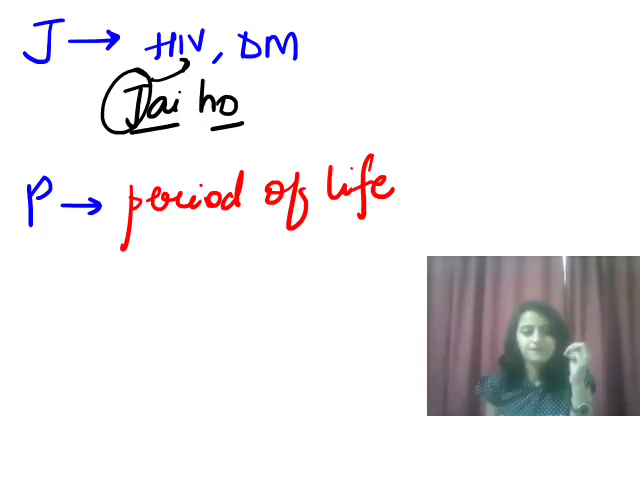 J → HIV, DM
Jai ho
P → period of life